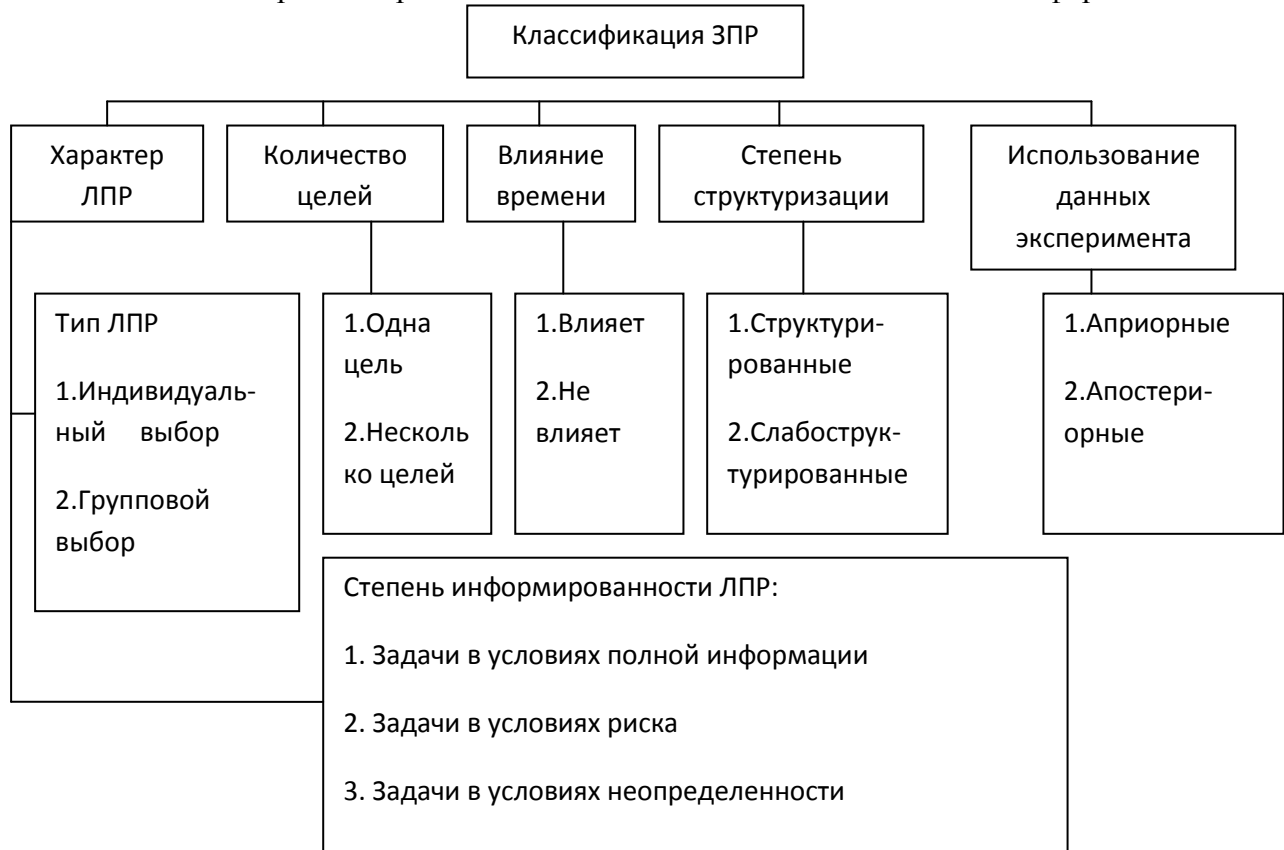 Классификация ЗПР
Характер
ЛПР
Количество
целей
Влияние
времени
Степень
структуризации
Использование
данных
эксперимента
Тип ЛПР
1.Индивидуаль-
ный выбор
2.Групповой
выбор
1.Одна
цель
2.Несколь
ко целей
1.Влияет
2.Не
влияет
1.Структури-
рованные
2.Слабострук-
турированные
1.Априорные
2.Апостери-
орные
Степень информированности ЛПР:
1. Задачи в условиях полной информации
2. Задачи в условиях риска
3. Задачи в условиях неопределенности